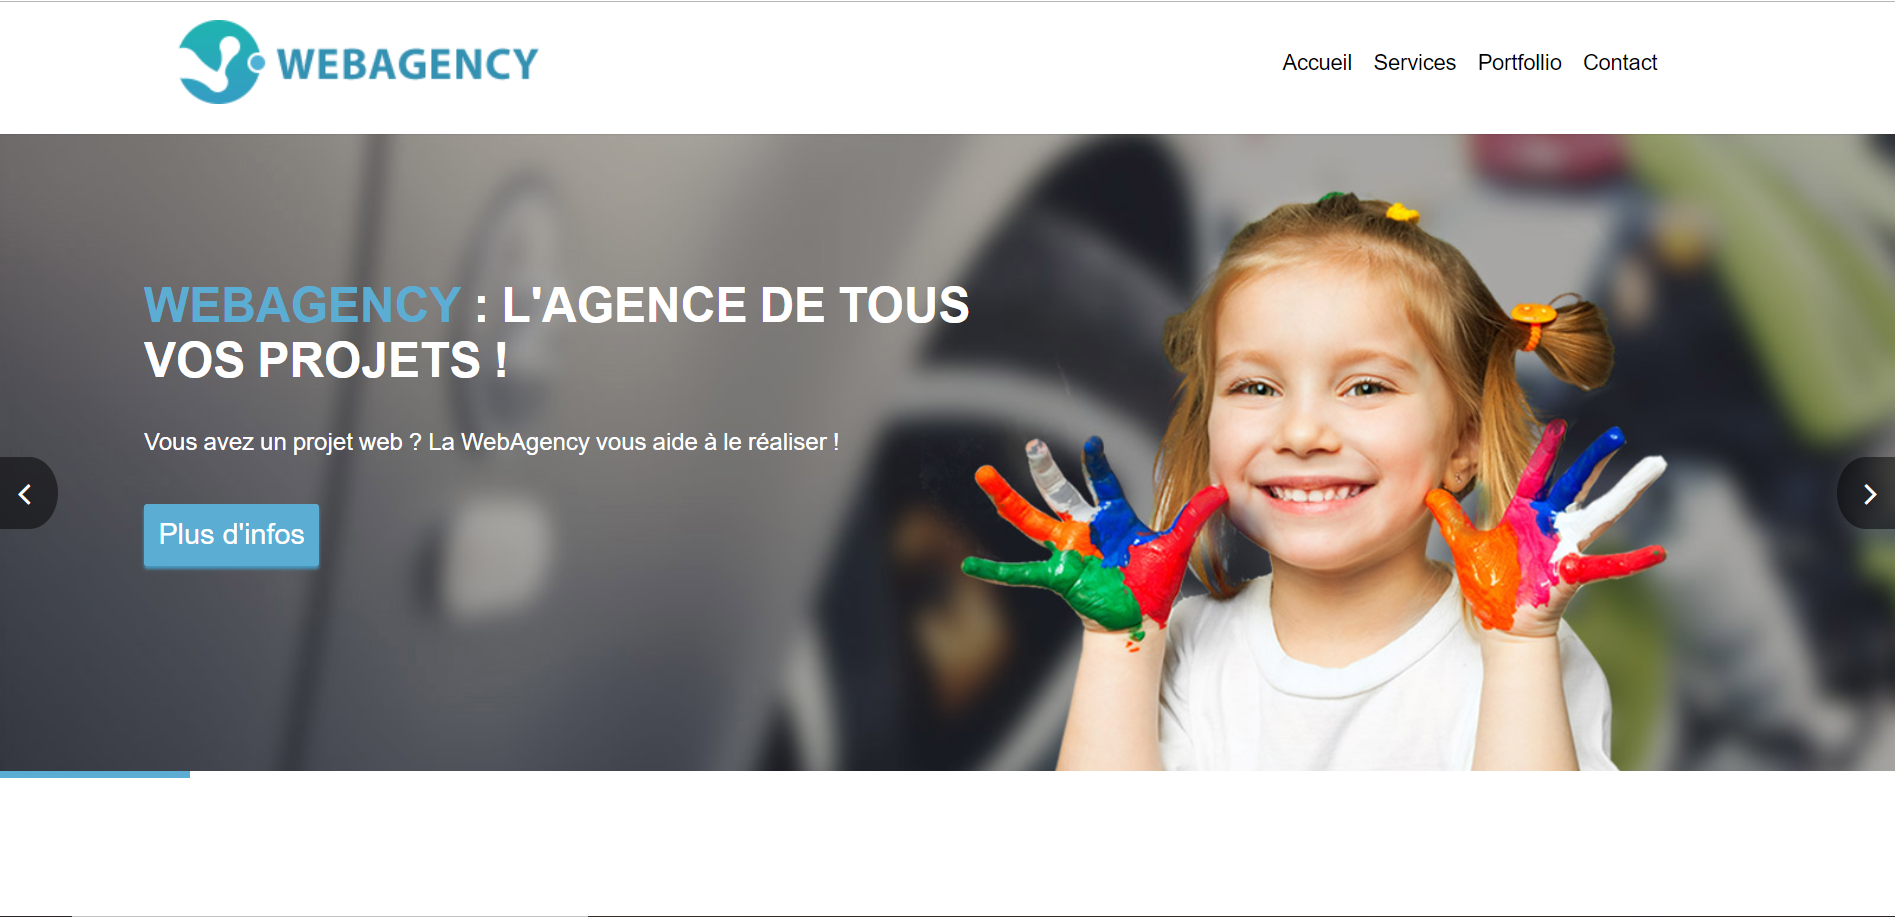 WEBAGENCY
Accueil Services Portfollio Contact
WEBAGENCY : L'AGENCE DE TOUS
VOS PROJETS !
Vous avez un projet web ? La WebAgency vous aide à le réaliser !
Plus d'infos